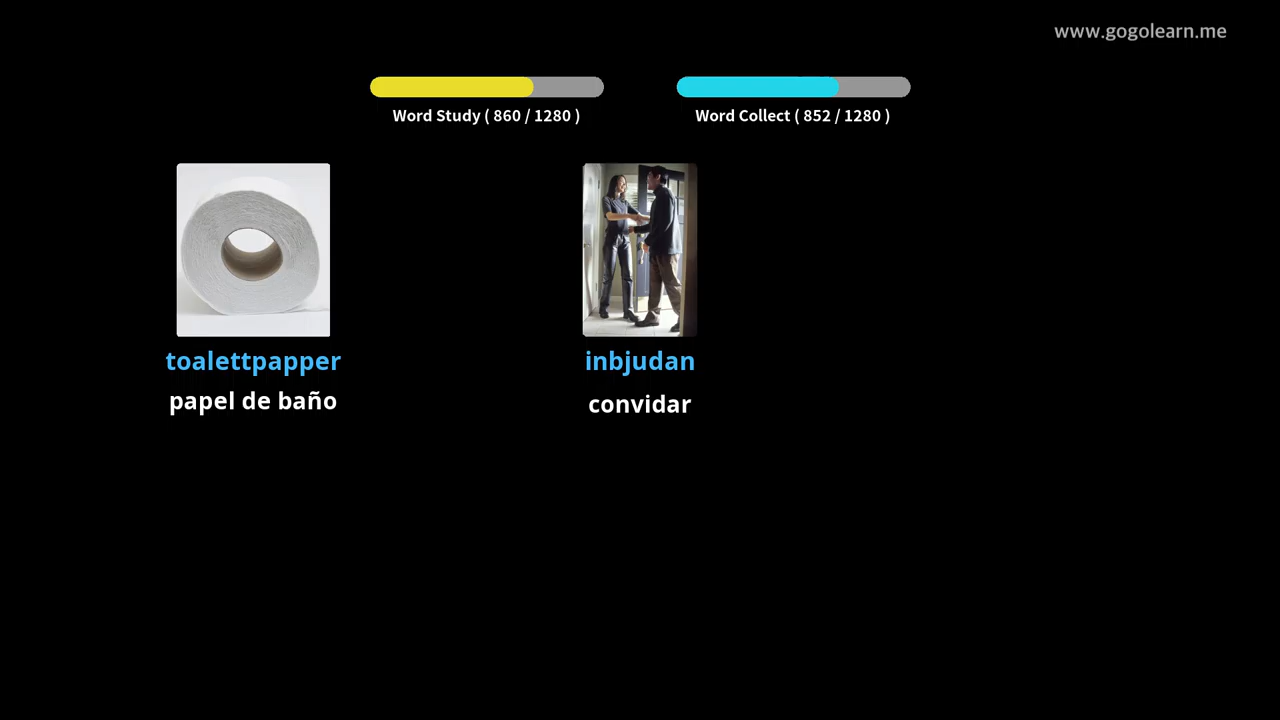 www.gogolearn.me
Word Study ( 860 / 1280 )
Word Collect ( 852 / 1280 )
toalettpapper
inbjudan
papel de baño
convidar